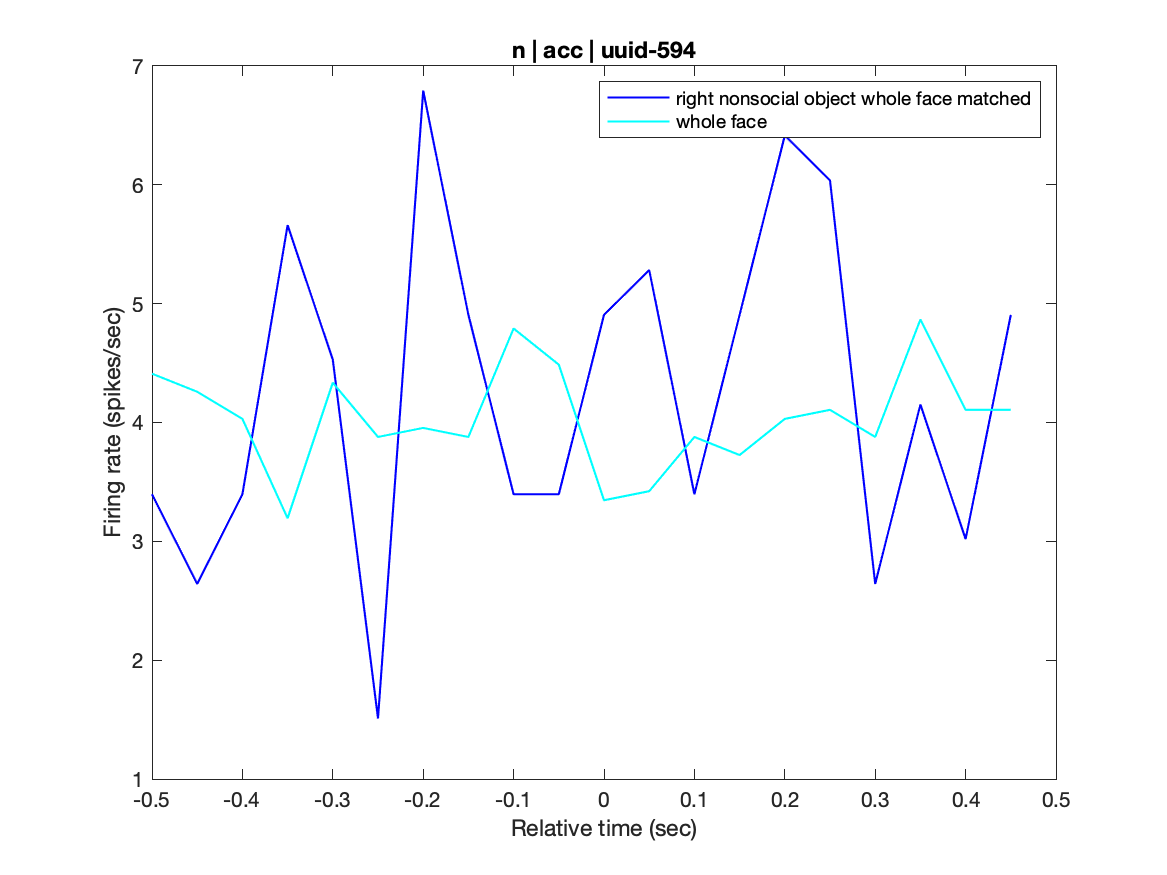 n | acc | uuid-594
right nonsocial object whole face matched
whole face
Firing rate (spikes/sec)
7
6
5
4
3
2
1
-0.5 -0.4 -0.3 -0.2 -0.1 0 0.1 0.2 0.3 0.4 0.5
Relative time (sec)